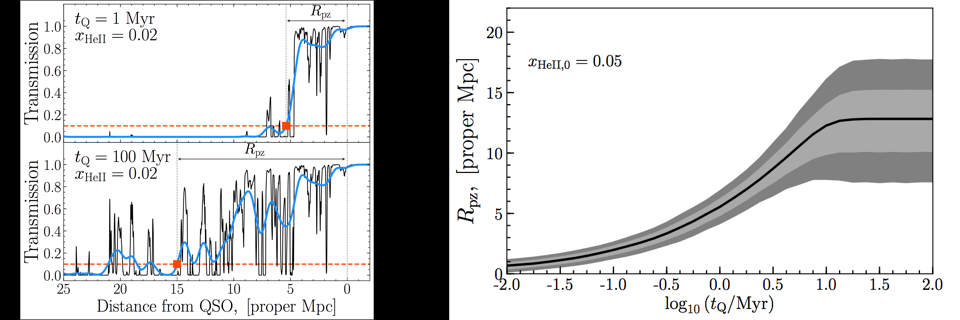 Transmission
t_Q = 1 Myr
x_HeII = 0.02
R_pz
1.0
0.8
0.6
0.4
0.2
0.0
Transmission
t_Q = 100 Myr
x_HeII = 0.02
R_pz
1.0
0.8
0.6
0.4
0.2
0.0
25 20 15 10 5 0
Distance from QSO, [proper Mpc]
R_pz, [proper Mpc]
x_HeII,0 = 0.05
20
15
10
5
0
-2.0 -1.5 -1.0 -0.5 0.0 0.5 1.0 1.5 2.0
log₁₀ (t_Q/Myr)